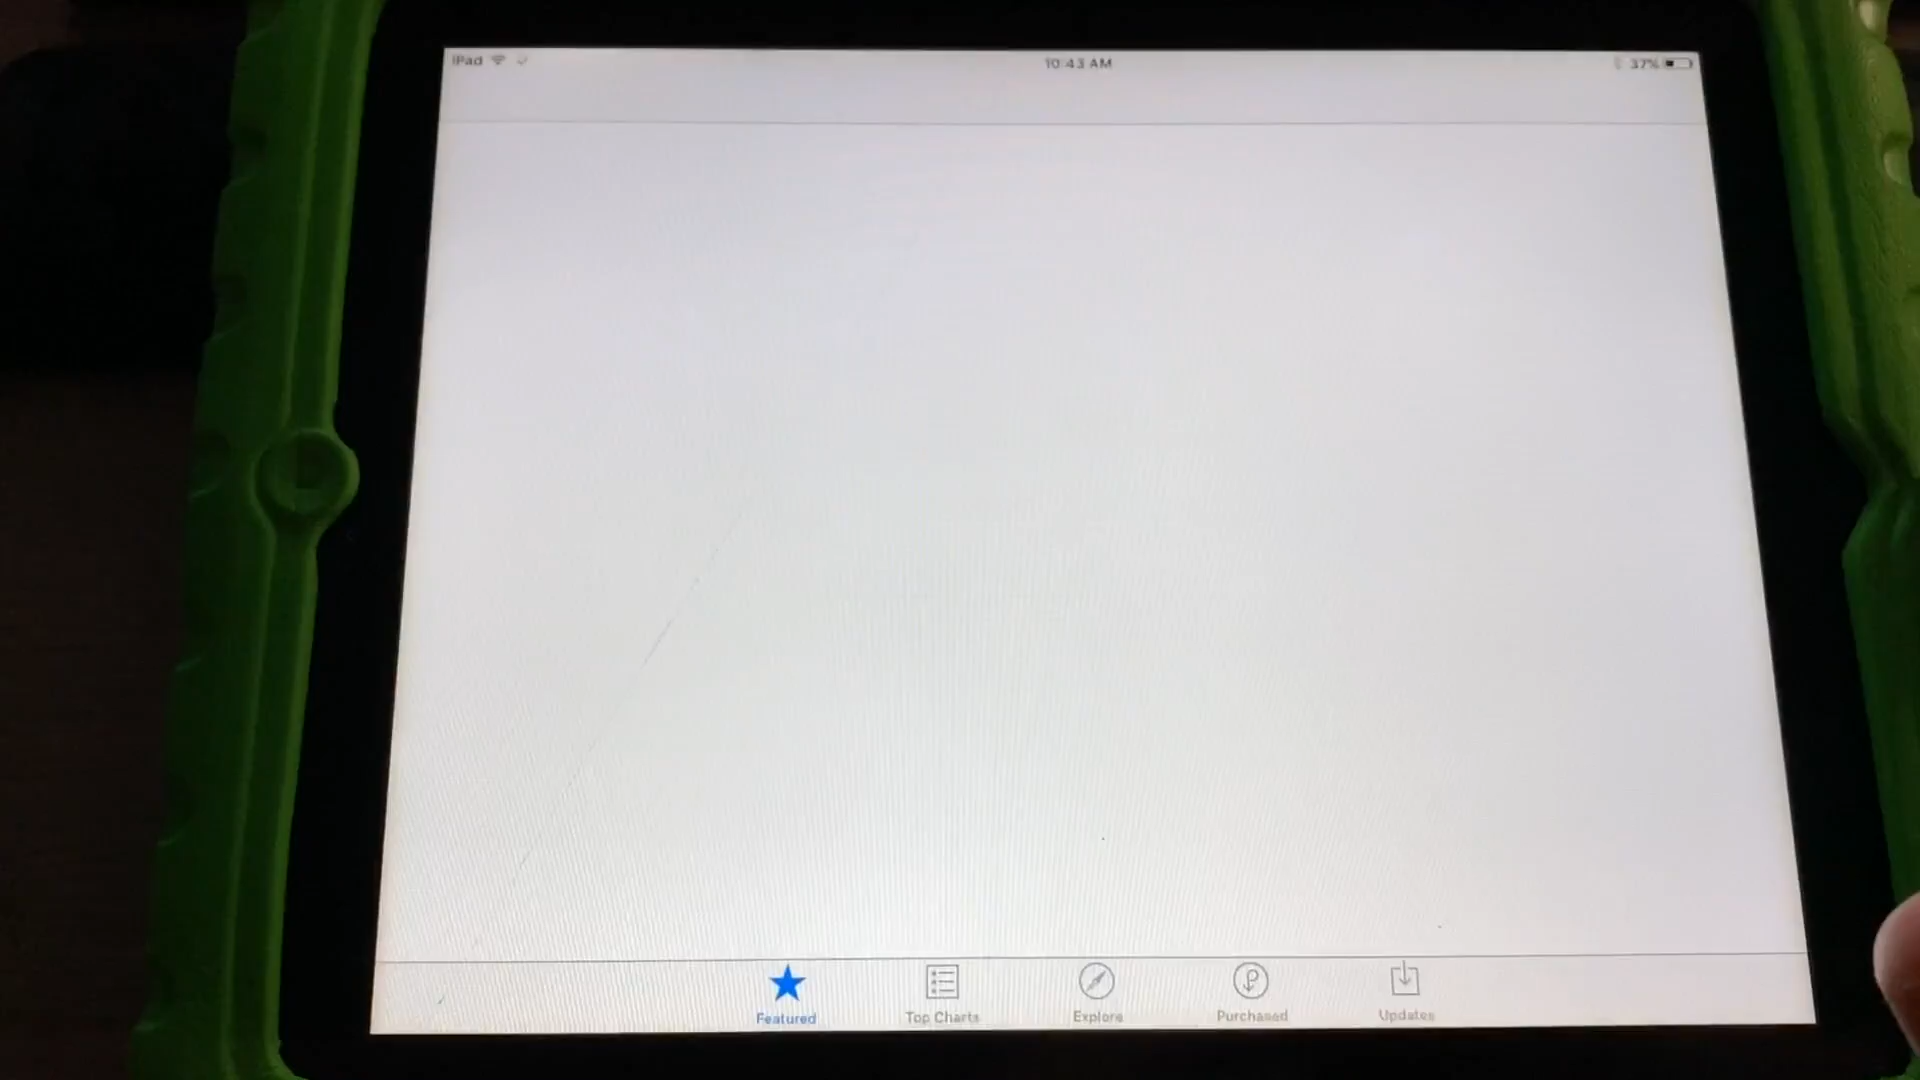 iPad 10:43 AM 37%
Featured Top Charts Explore Purchased Updates